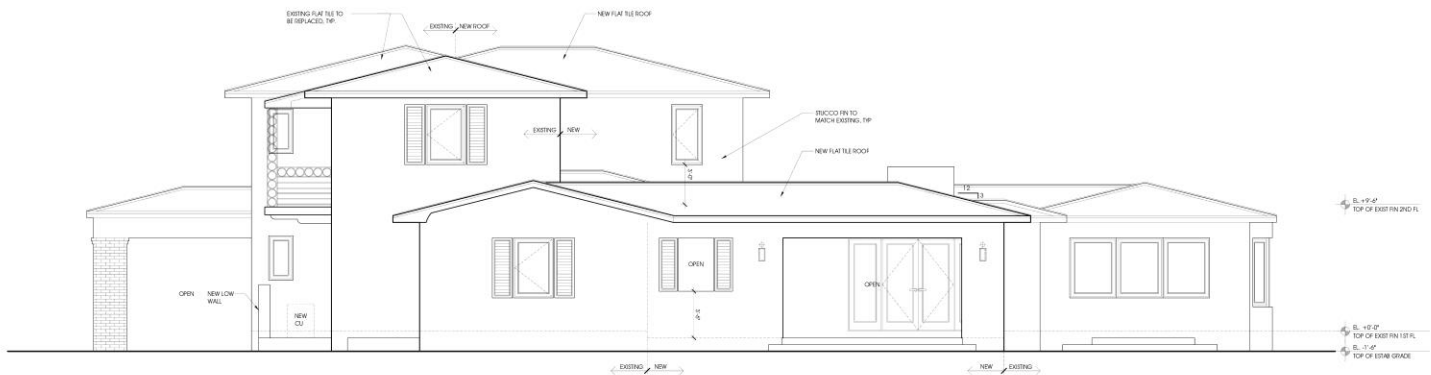 EXISTING FLAT TILE TO
BE REPLACED, TYP.
EXISTING
NEW ROOF
NEW FLAT TILE ROOF
STUCCO FIN TO
MATCH EXISTING, TYP
EXISTING
NEW
NEW FLAT TILE ROOF
12
3
EL. +9'-6"
TOP OF EXIST FIN 2ND FL
OPEN
OPEN
OPEN
NEW LOW
WALL
NEW
CU
EL. +0'-0"
TOP OF EXIST FIN 1ST FL
EL. -1'-6"
TOP OF ESTAB GRADE
EXISTING
NEW
NEW
EXISTING